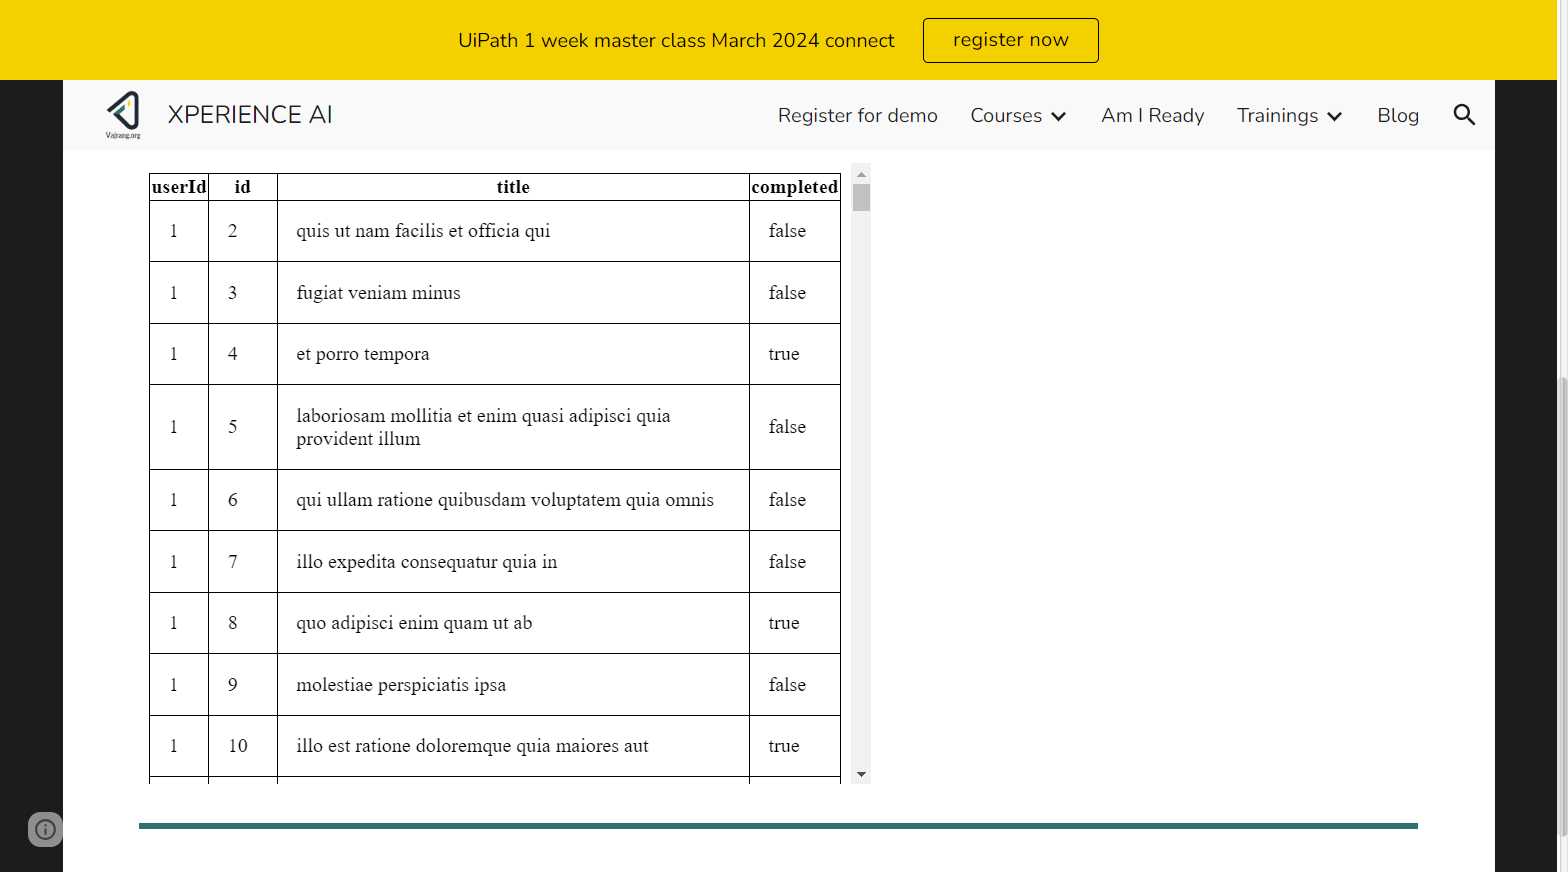 UiPath 1 week master class March 2024 connect
register now
Vajrang.org
XPERIENCE AI
Register for demo
Courses
Am I Ready
Trainings
Blog
userId id title completed
1 2 quis ut nam facilis et officia qui false
1 3 fugiat veniam minus false
1 4 et porro tempora true
1 5 laboriosam mollitia et enim quasi adipisci quia
provident illum false
1 6 qui ullam ratione quibusdam voluptatem quia omnis false
1 7 illo expedita consequatur quia in false
1 8 quo adipisci enim quam ut ab true
1 9 molestiae perspiciatis ipsa false
1 10 illo est ratione doloremque quia maiores aut true